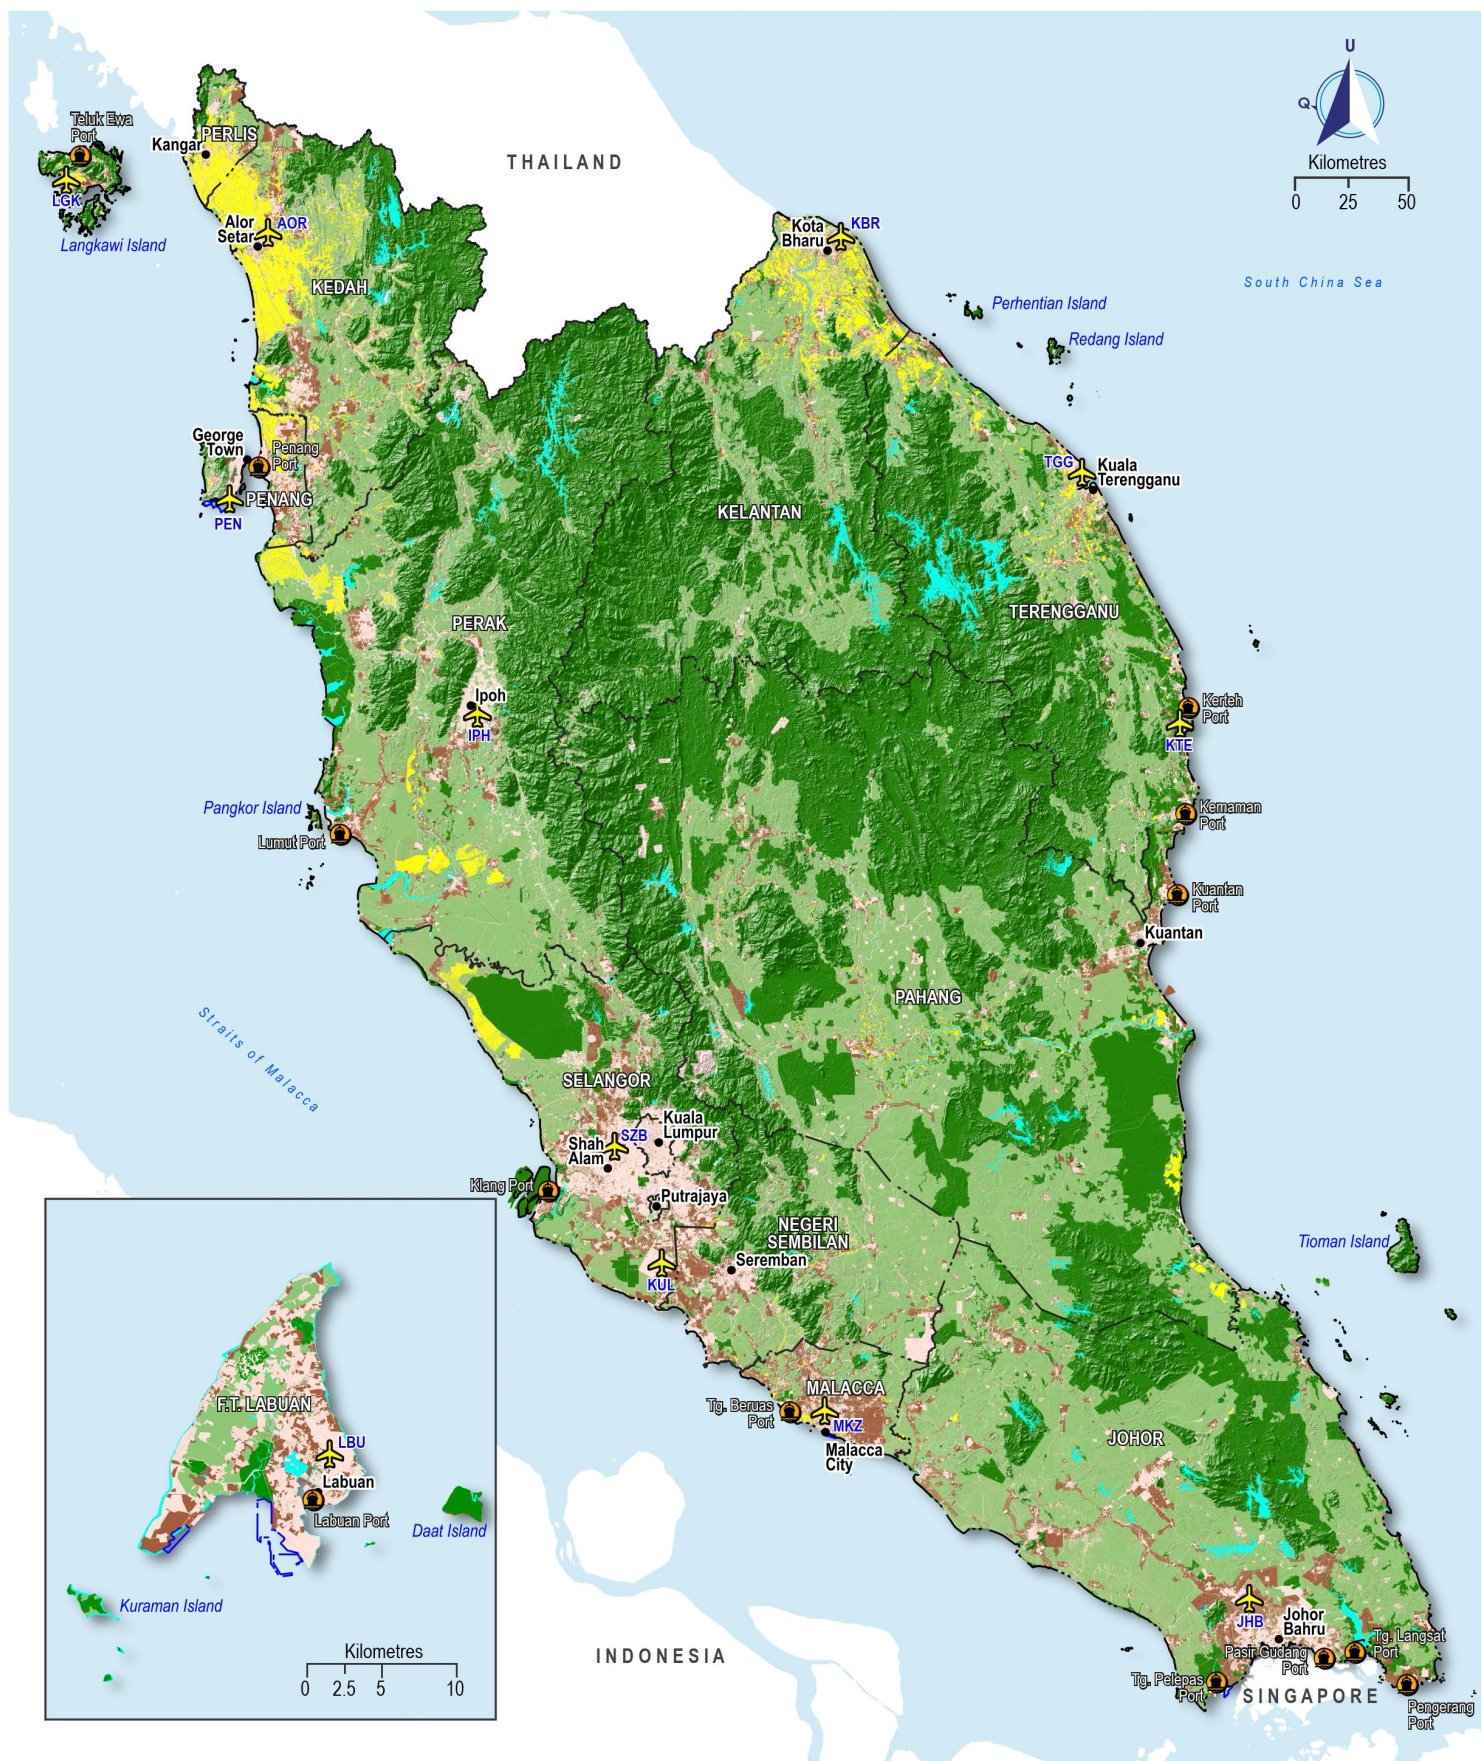 U
Q
Kilometres
0 25 50
THAILAND
Teluk Ewa
Port
LGK
Langkawi Island
PERLIS
Kangar
Alor
Setar
AOR
KEDAH
Kota
Bharu
KBR
South China Sea
Perhentian Island
Redang Island
George
Town
Penang
Port
PENANG
PEN
KELANTAN
TGG
Kuala
Terengganu
TERENGGANU
PERAK
Ipoh
IPH
Kerteh
Port
KTE
Pangkor Island
Lumut Port
Kemaman
Port
Kuantan
Port
Kuantan
PAHANG
Straits of Malacca
SELANGOR
Kuala
Lumpur
SZB
Shah
Alam
Klang Port
Putrajaya
NEGERI
SEMBILAN
Seremban
KUL
Tioman Island
MALACCA
Tg. Beruas
Port
MKZ
Malacca
City
JOHOR
F.T. LABUAN
LBU
Labuan
Labuan Port
Daat Island
Kuraman Island
Kilometres
0 2.5 5 10
INDONESIA
JHB
Johor
Bahru
Pasir Gudang
Port
Tg. Langsat
Port
Tg. Pelepas
Port
SINGAPORE
Pengerang
Port